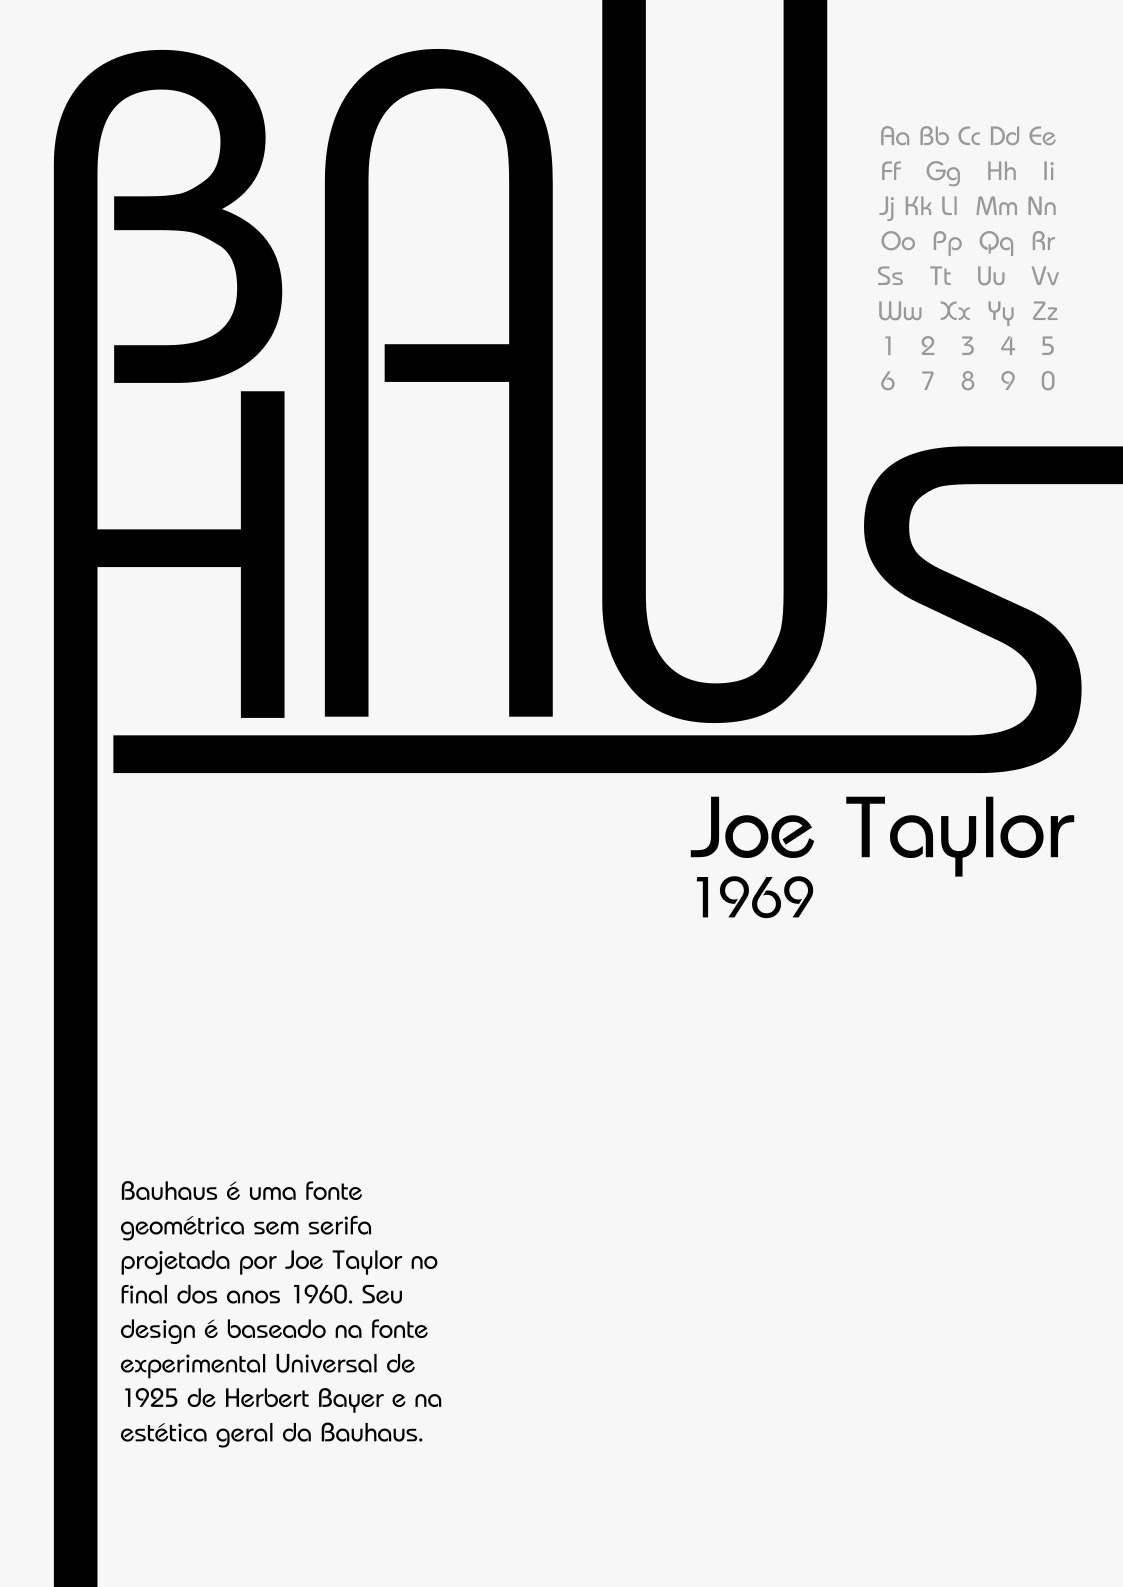 BAU
HAUS
Aa Bb Cc Dd Ee
Ff Gg Hh Ii
Jj Kk Ll Mm Nn
Oo Pp Qq Rr
Ss Tt Uu Vv
Ww Xx Yy Zz
1 2 3 4 5
6 7 8 9 0
Joe Taylor
1969
Bauhaus é uma fonte
geométrica sem serifa
projetada por Joe Taylor no
final dos anos 1960. Seu
design é baseado na fonte
experimental Universal de
1925 de Herbert Bayer e na
estética geral da Bauhaus.